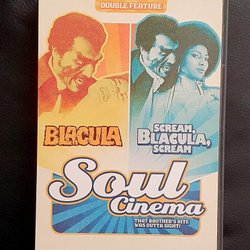 DOUBLE FEATURE
BLACULA
SCREAM,
BLACULA,
SCREAM
Soul
Cinema
THAT BROTHER'S BITE
WAS OUTTA SIGHT!